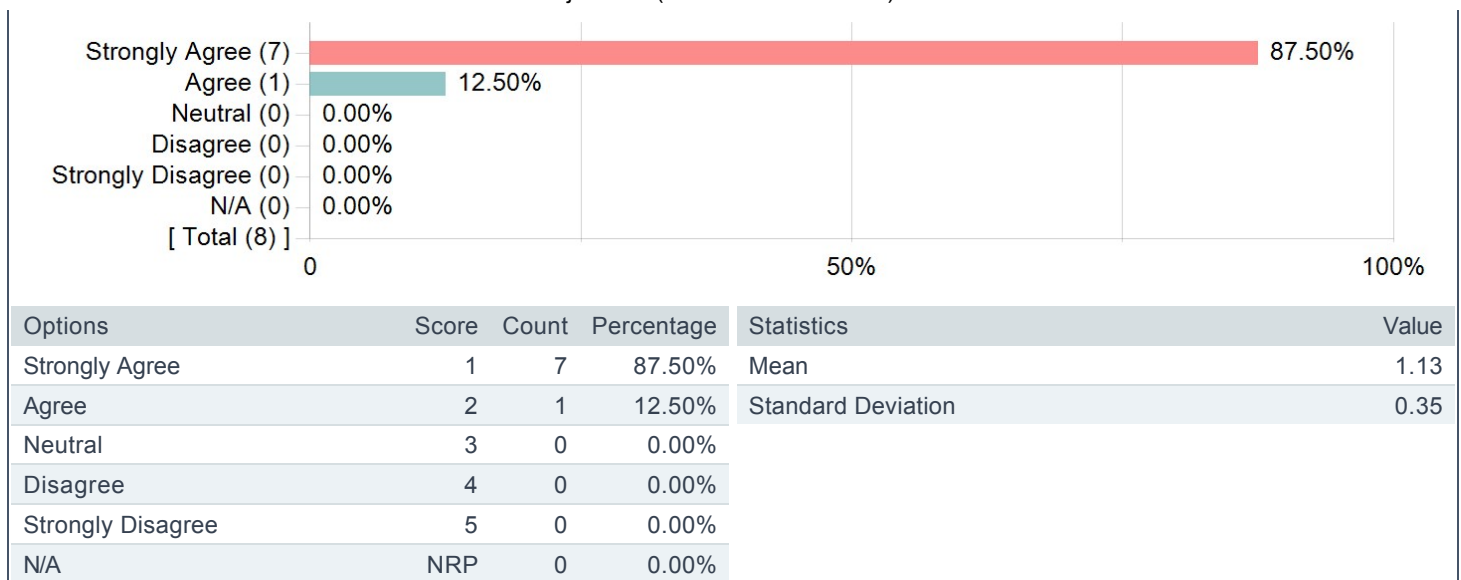 Strongly Agree (7) 87.50%
Agree (1) 12.50%
Neutral (0) 0.00%
Disagree (0) 0.00%
Strongly Disagree (0) 0.00%
N/A (0) 0.00%
[ Total (8) ]
0 50% 100%
Options Score Count Percentage Statistics Value
Strongly Agree 1 7 87.50% Mean 1.13
Agree 2 1 12.50% Standard Deviation 0.35
Neutral 3 0 0.00%
Disagree 4 0 0.00%
Strongly Disagree 5 0 0.00%
N/A NRP 0 0.00%